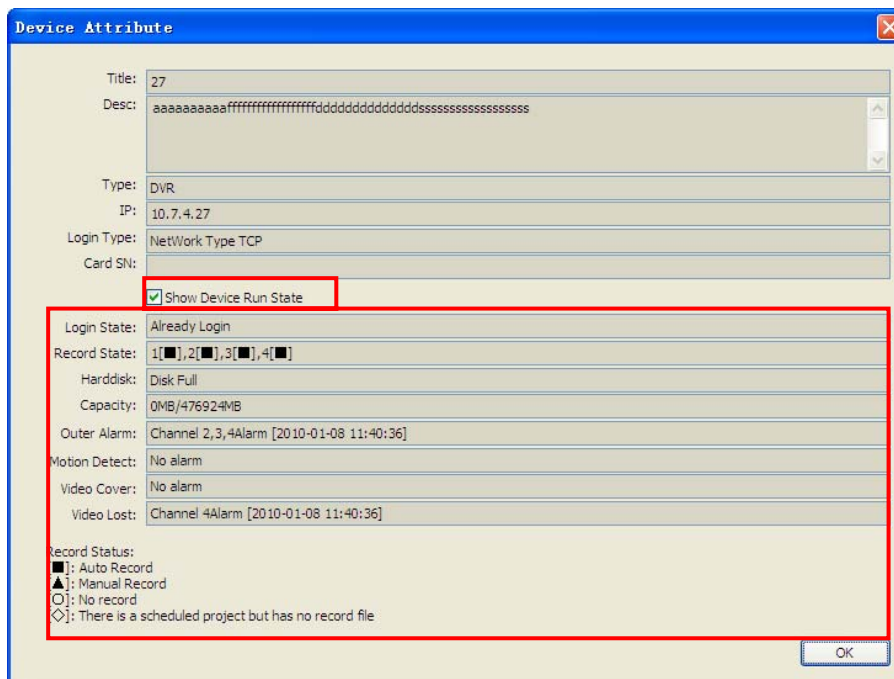 Device Attribute
Title: 27
Desc: aaaaaaaaaaffffffffffffffffffddddddddddddddssssssssssssssssss
Type: DVR
IP: 10.7.4.27
Login Type: NetWork Type TCP
Card SN:
Show Device Run State
Login State: Already Login
Record State: 1[■],2[■],3[■],4[■]
Harddisk: Disk Full
Capacity: 0MB/476924MB
Outer Alarm: Channel 2,3,4Alarm [2010-01-08 11:40:36]
Motion Detect: No alarm
Video Cover: No alarm
Video Lost: Channel 4Alarm [2010-01-08 11:40:36]
Record Status:
[■]: Auto Record
[▲]: Manual Record
[○]: No record
[◇]: There is a scheduled project but has no record file
OK